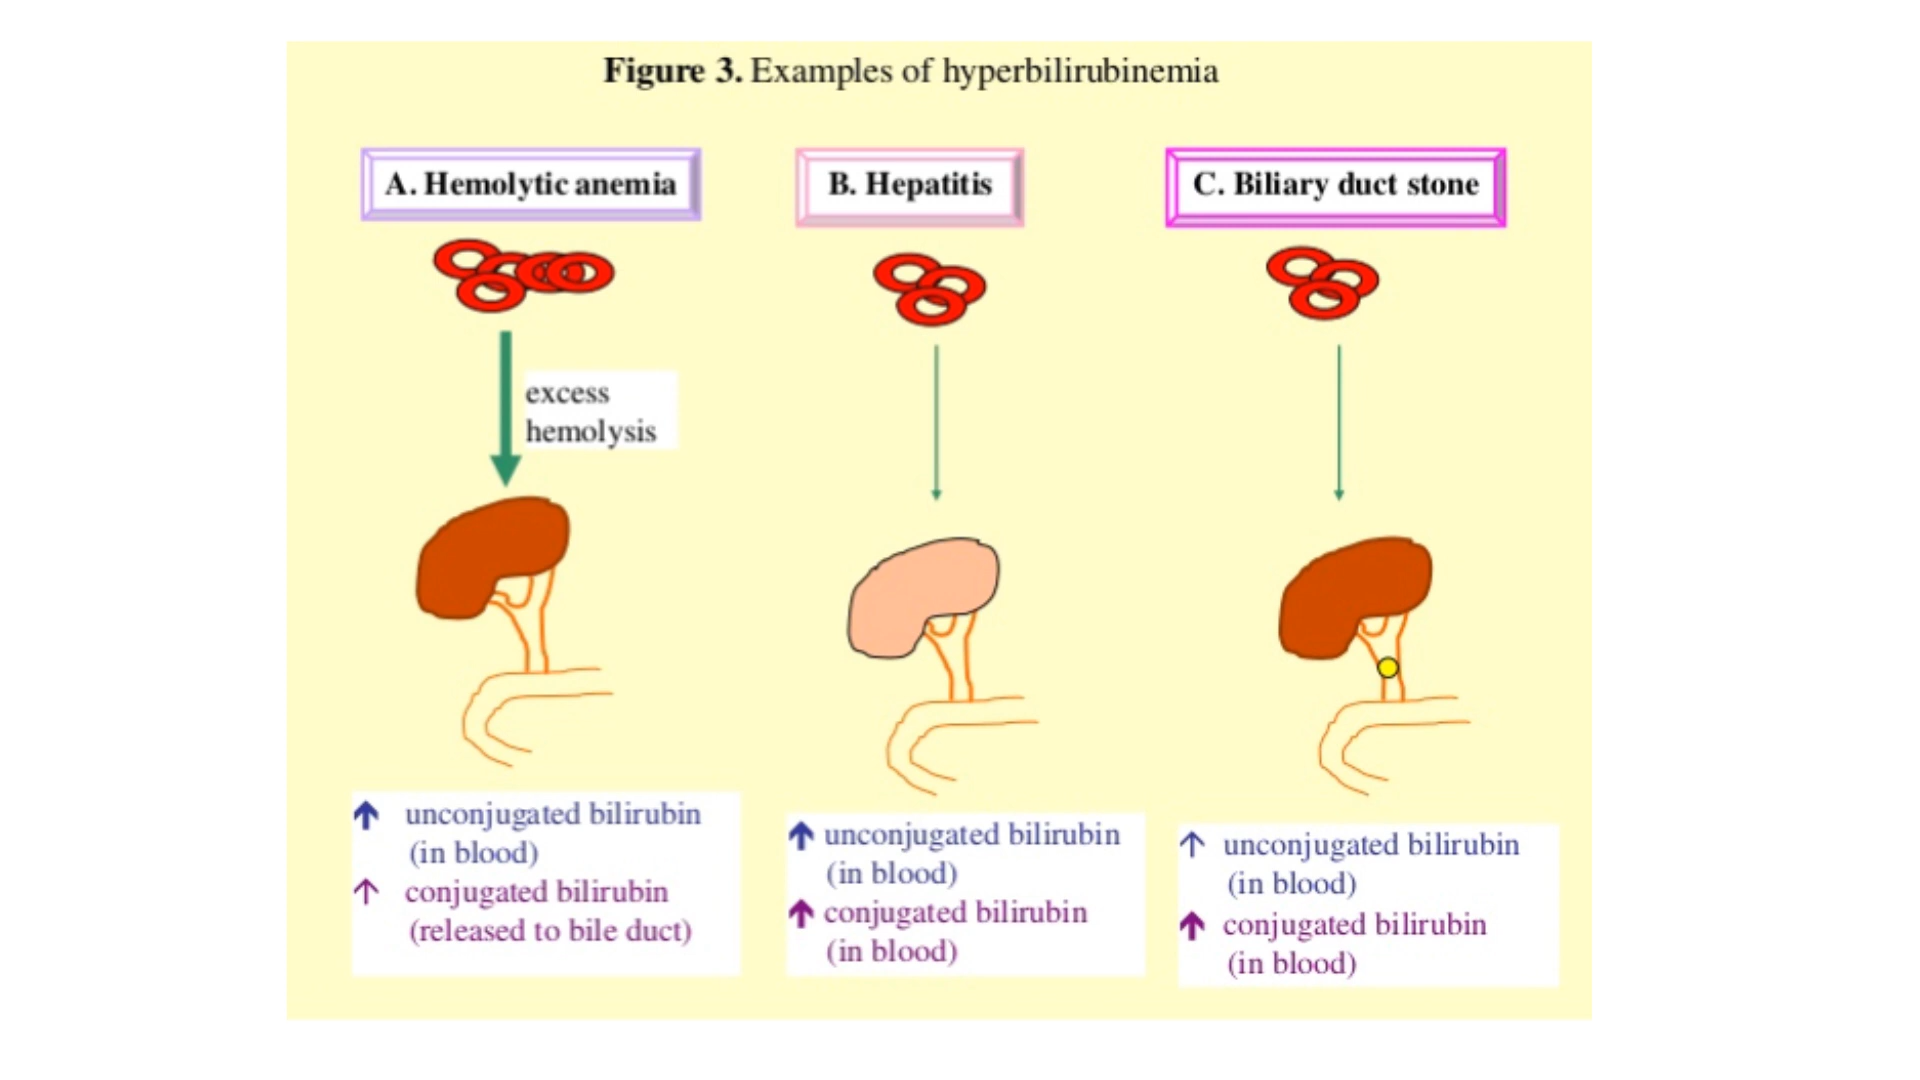 Figure 3. Examples of hyperbilirubinemia
A. Hemolytic anemia
B. Hepatitis
C. Biliary duct stone
excess
hemolysis
↑ unconjugated bilirubin
(in blood)
↑ conjugated bilirubin
(released to bile duct)
↑ unconjugated bilirubin
(in blood)
↑ conjugated bilirubin
(in blood)
↑ unconjugated bilirubin
(in blood)
↑ conjugated bilirubin
(in blood)